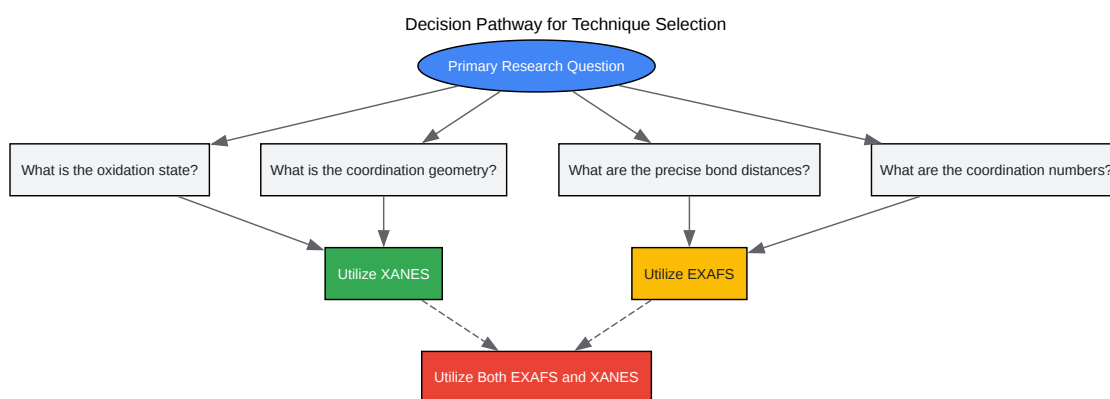 Decision Pathway for Technique Selection
Primary Research Question
What is the oxidation state?
What is the coordination geometry?
What are the precise bond distances?
What are the coordination numbers?
Utilize XANES
Utilize EXAFS
Utilize Both EXAFS and XANES